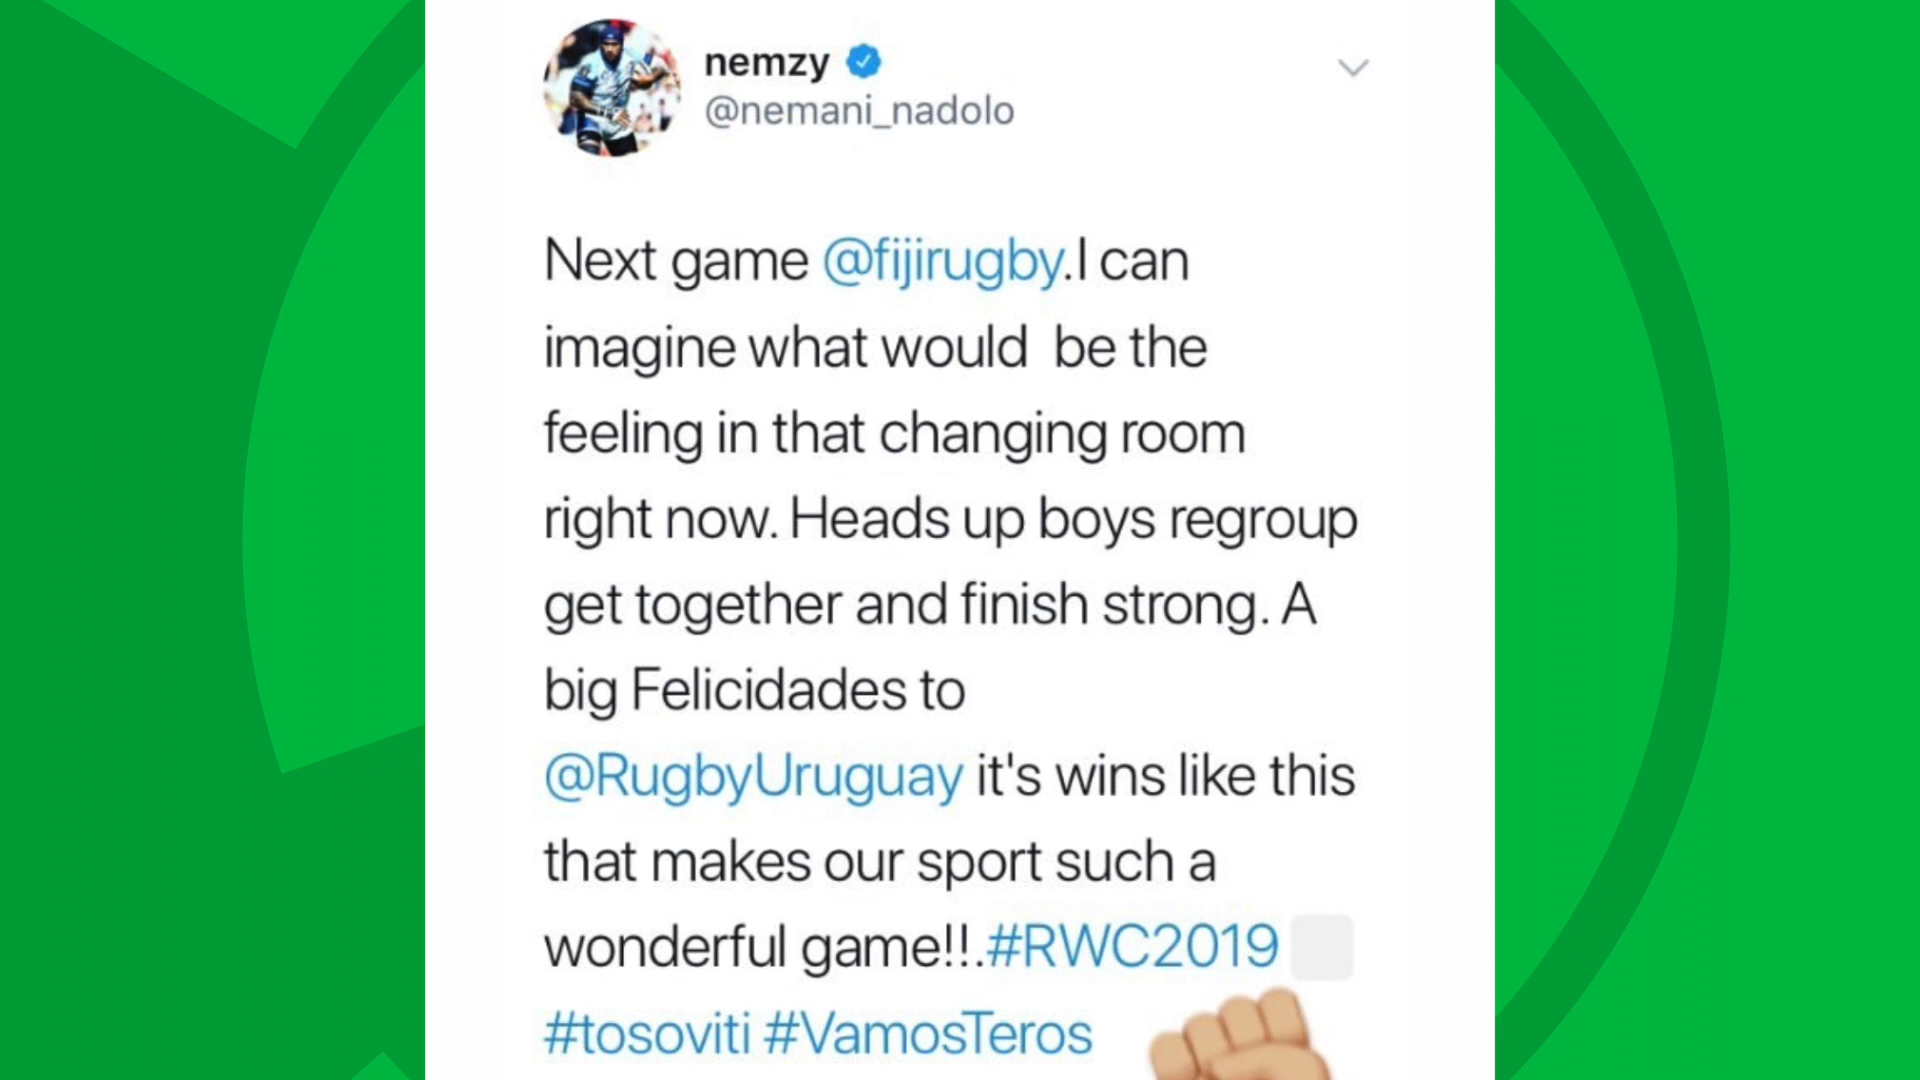 nemzy
@nemani_nadolo
Next game @fijirugby.I can
imagine what would  be the
feeling in that changing room
right now. Heads up boys regroup
get together and finish strong. A
big Felicidades to
@RugbyUruguay it's wins like this
that makes our sport such a
wonderful game!!.#RWC2019
#tosoviti #VamosTeros